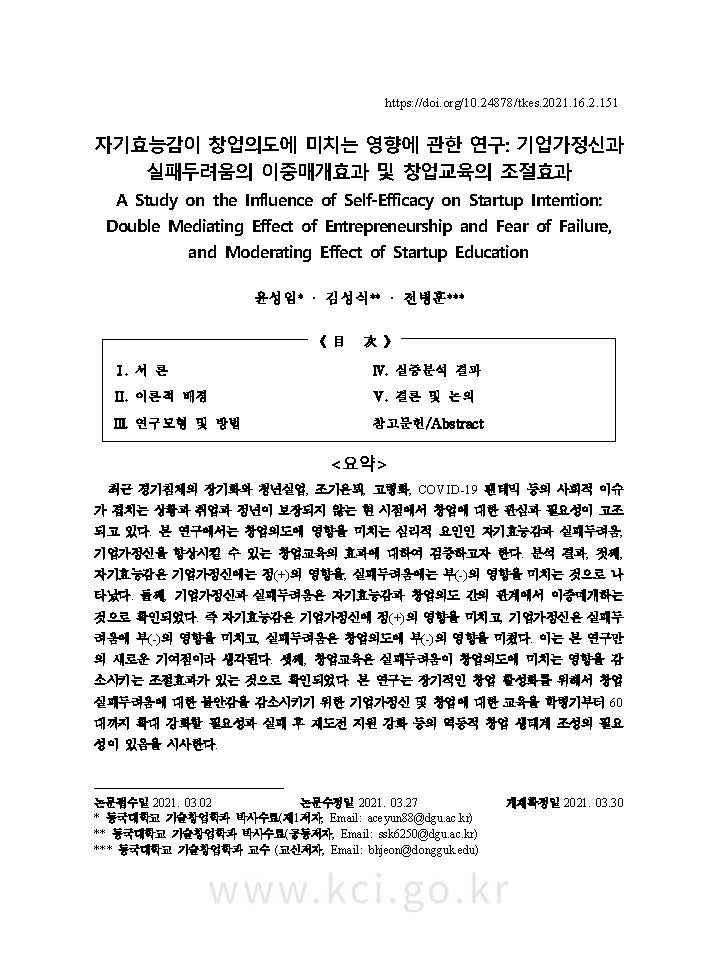 https://doi.org/10.24878/tkes.2021.16.2.151
자기효능감이 창업의도에 미치는 영향에 관한 연구: 기업가정신과
실패두려움의 이중매개효과 및 창업교육의 조절효과
A Study on the Influence of Self-Efficacy on Startup Intention:
Double Mediating Effect of Entrepreneurship and Fear of Failure,
and Moderating Effect of Startup Education
윤성임* · 김성식** · 전병훈***
《 目 次 》
Ⅰ. 서 론
Ⅱ. 이론적 배경
Ⅲ. 연구모형 및 방법
Ⅳ. 실증분석 결과
Ⅴ. 결론 및 논의
참고문헌/Abstract
<요약>
최근 경기침체의 장기화와 청년실업, 조기은퇴, 고령화, COVID-19 팬데믹 등의 사회적 이슈
가 겹치는 상황과 취업과 정년이 보장되지 않는 현 시점에서 창업에 대한 관심과 필요성이 고조
되고 있다. 본 연구에서는 창업의도에 영향을 미치는 심리적 요인인 자기효능감과 실패두려움,
기업가정신을 향상시킬 수 있는 창업교육의 효과에 대하여 검증하고자 한다. 분석 결과, 첫째,
자기효능감은 기업가정신에는 정(+)의 영향을, 실패두려움에는 부(-)의 영향을 미치는 것으로 나
타났다. 둘째, 기업가정신과 실패두려움은 자기효능감과 창업의도 간의 관계에서 이중매개하는
것으로 확인되었다. 즉 자기효능감은 기업가정신에 정(+)의 영향을 미치고, 기업가정신은 실패두
려움에 부(-)의 영향을 미치고, 실패두려움은 창업의도에 부(-)의 영향을 미쳤다. 이는 본 연구만
의 새로운 기여점이라 생각된다. 셋째, 창업교육은 실패두려움이 창업의도에 미치는 영향을 감
소시키는 조절효과가 있는 것으로 확인되었다. 본 연구는 장기적인 창업 활성화를 위해서 창업
실패두려움에 대한 불안감을 감소시키기 위한 기업가정신 및 창업에 대한 교육을 학령기부터 60
대까지 확대 강화할 필요성과 실패 후 재도전 지원 강화 등의 역동적 창업 생태계 조성의 필요
성이 있음을 시사한다.
논문접수일 2021. 03.02 논문수정일 2021. 03.27 게재확정일 2021. 03.30
* 동국대학교 기술창업학과 박사수료(제1저자, Email: aceyun88@dgu.ac.kr)
** 동국대학교 기술창업학과 박사수료(공동저자, Email: ssk6250@dgu.ac.kr)
*** 동국대학교 기술창업학과 교수 (교신저자, Email: bhjeon@dongguk.edu)
www.kci.go.kr